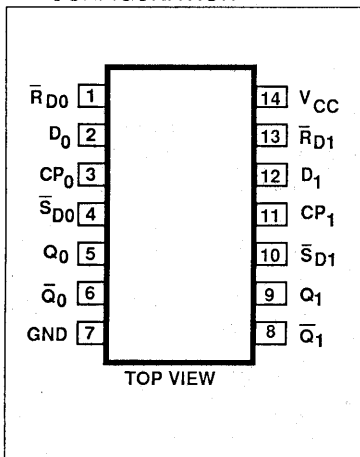 R̅D0 1 14 VCC
D0 2 13 R̅D1
CP0 3 12 D1
S̅D0 4 11 CP1
Q0 5 10 S̅D1
Q̅0 6 9 Q1
GND 7 8 Q̅1
TOP VIEW